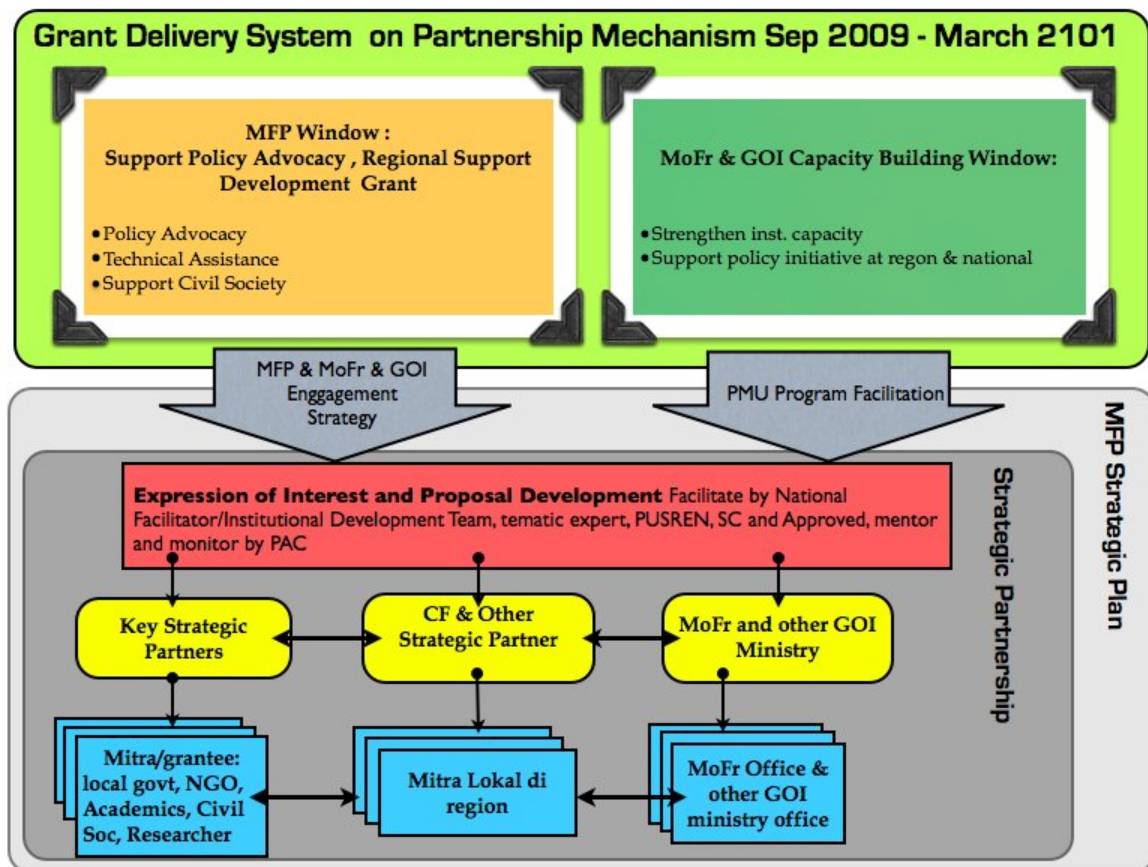 Grant Delivery System on Partnership Mechanism Sep 2009 - March 2101
MFP Window :
Support Policy Advocacy , Regional Support
Development Grant
•Policy Advocacy
•Technical Assistance
•Support Civil Society
MoFr & GOI Capacity Building Window:
•Strengthen inst. capacity
•Support policy initiative at regon & national
MFP & MoFr & GOI
Enggagement
Strategy
PMU Program Facilitation
MFP Strategic Plan
Strategic Partnership
Expression of Interest and Proposal Development Facilitate by National
Facilitator/Institutional Development Team, tematic expert, PUSREN, SC and Approved, mentor
and monitor by PAC
Key Strategic
Partners
CF & Other
Strategic Partner
MoFr and other GOI
Ministry
Mitra/grantee:
local govt, NGO,
Academics, Civil
Soc, Researcher
Mitra Lokal di
region
MoFr Office &
other GOI
ministry office